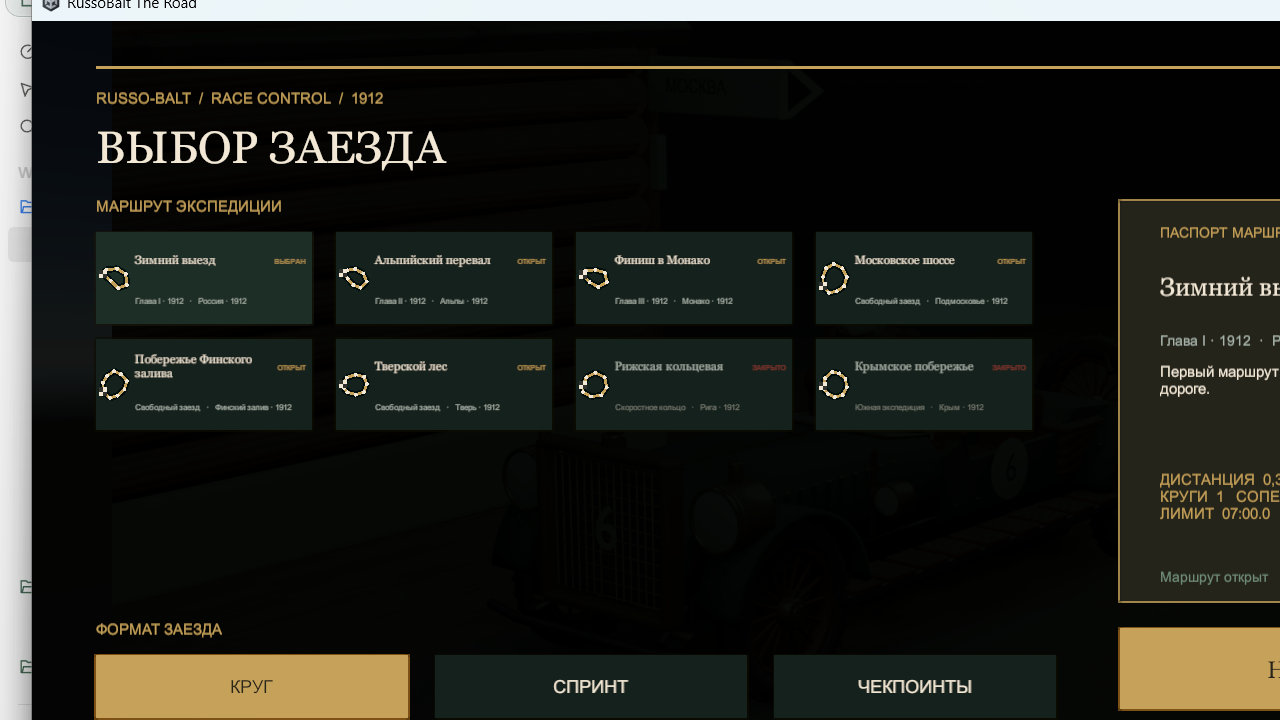 RussoBalt The Road
МОСКВА
RUSSO-BALT / RACE CONTROL / 1912
ВЫБОР ЗАЕЗДА
МАРШРУТ ЭКСПЕДИЦИИ
Зимний выезд
ВЫБРАН
Глава I · 1912 · Россия · 1912
Альпийский перевал
ОТКРЫТ
Глава II · 1912 · Альпы · 1912
Финиш в Монако
ОТКРЫТ
Глава III · 1912 · Монако · 1912
Московское шоссе
ОТКРЫТ
Свободный заезд · Подмосковье · 1912
Побережье Финского
залива
ОТКРЫТ
Свободный заезд · Финский залив · 1912
Тверской лес
ОТКРЫТ
Свободный заезд · Тверь · 1912
Рижская кольцевая
ЗАКРЫТО
Скоростное кольцо · Рига · 1912
Крымское побережье
ЗАКРЫТО
Южная экспедиция · Крым · 1912
6
6
ФОРМАТ ЗАЕЗДА
КРУГ
СПРИНТ
ЧЕКПОИНТЫ
ПАСПОРТ МАРШР
Зимний вы
Глава I · 1912 · Р
Первый маршрут
дороге.
ДИСТАНЦИЯ 0,3
КРУГИ 1 СОПЕ
ЛИМИТ 07:00.0
Маршрут открыт
Н